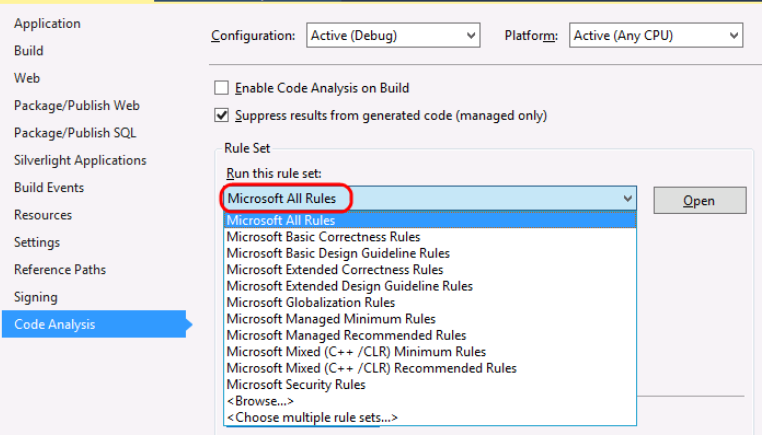 Application
Build
Web
Package/Publish Web
Package/Publish SQL
Silverlight Applications
Build Events
Resources
Settings
Reference Paths
Signing
Code Analysis
Configuration: Active (Debug) Platform: Active (Any CPU)
Enable Code Analysis on Build
Suppress results from generated code (managed only)
Rule Set
Run this rule set:
Microsoft All Rules Open
Microsoft All Rules
Microsoft Basic Correctness Rules
Microsoft Basic Design Guideline Rules
Microsoft Extended Correctness Rules
Microsoft Extended Design Guideline Rules
Microsoft Globalization Rules
Microsoft Managed Minimum Rules
Microsoft Managed Recommended Rules
Microsoft Mixed (C++ /CLR) Minimum Rules
Microsoft Mixed (C++ /CLR) Recommended Rules
Microsoft Security Rules
<Browse...>
<Choose multiple rule sets...>